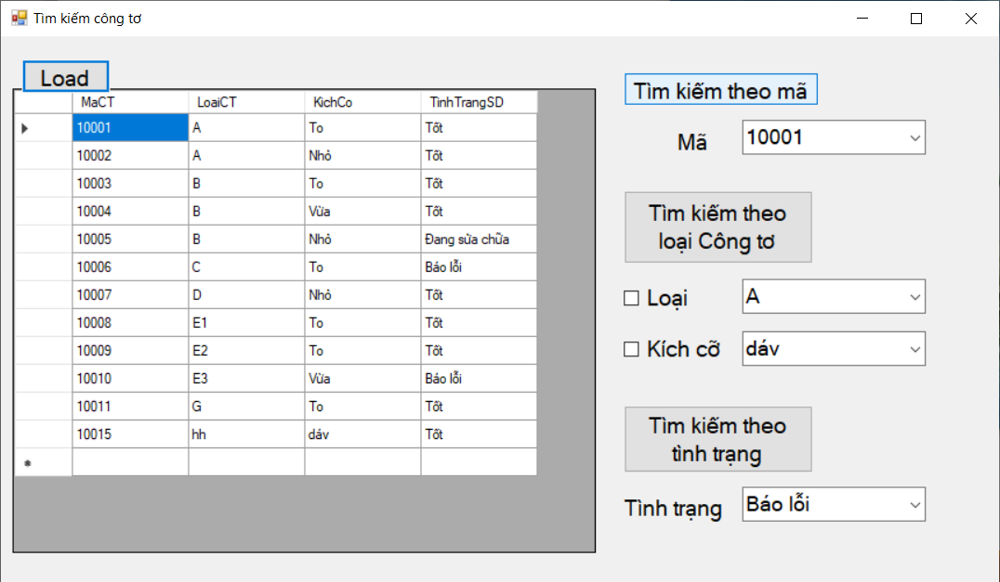 Tìm kiếm công tơ
Load
MaCT LoaiCT KichCo TinhTrangSD
10001 A To Tốt
10002 A Nhỏ Tốt
10003 B To Tốt
10004 B Vừa Tốt
10005 B Nhỏ Đang sửa chữa
10006 C To Báo lỗi
10007 D Nhỏ Tốt
10008 E1 To Tốt
10009 E2 To Tốt
10010 E3 Vừa Báo lỗi
10011 G To Tốt
10015 hh dáv Tốt
Tìm kiếm theo mã
Mã 10001
Tìm kiếm theo
loại Công tơ
Loại A
Kích cỡ dáv
Tìm kiếm theo
tình trạng
Tình trạng Báo lỗi